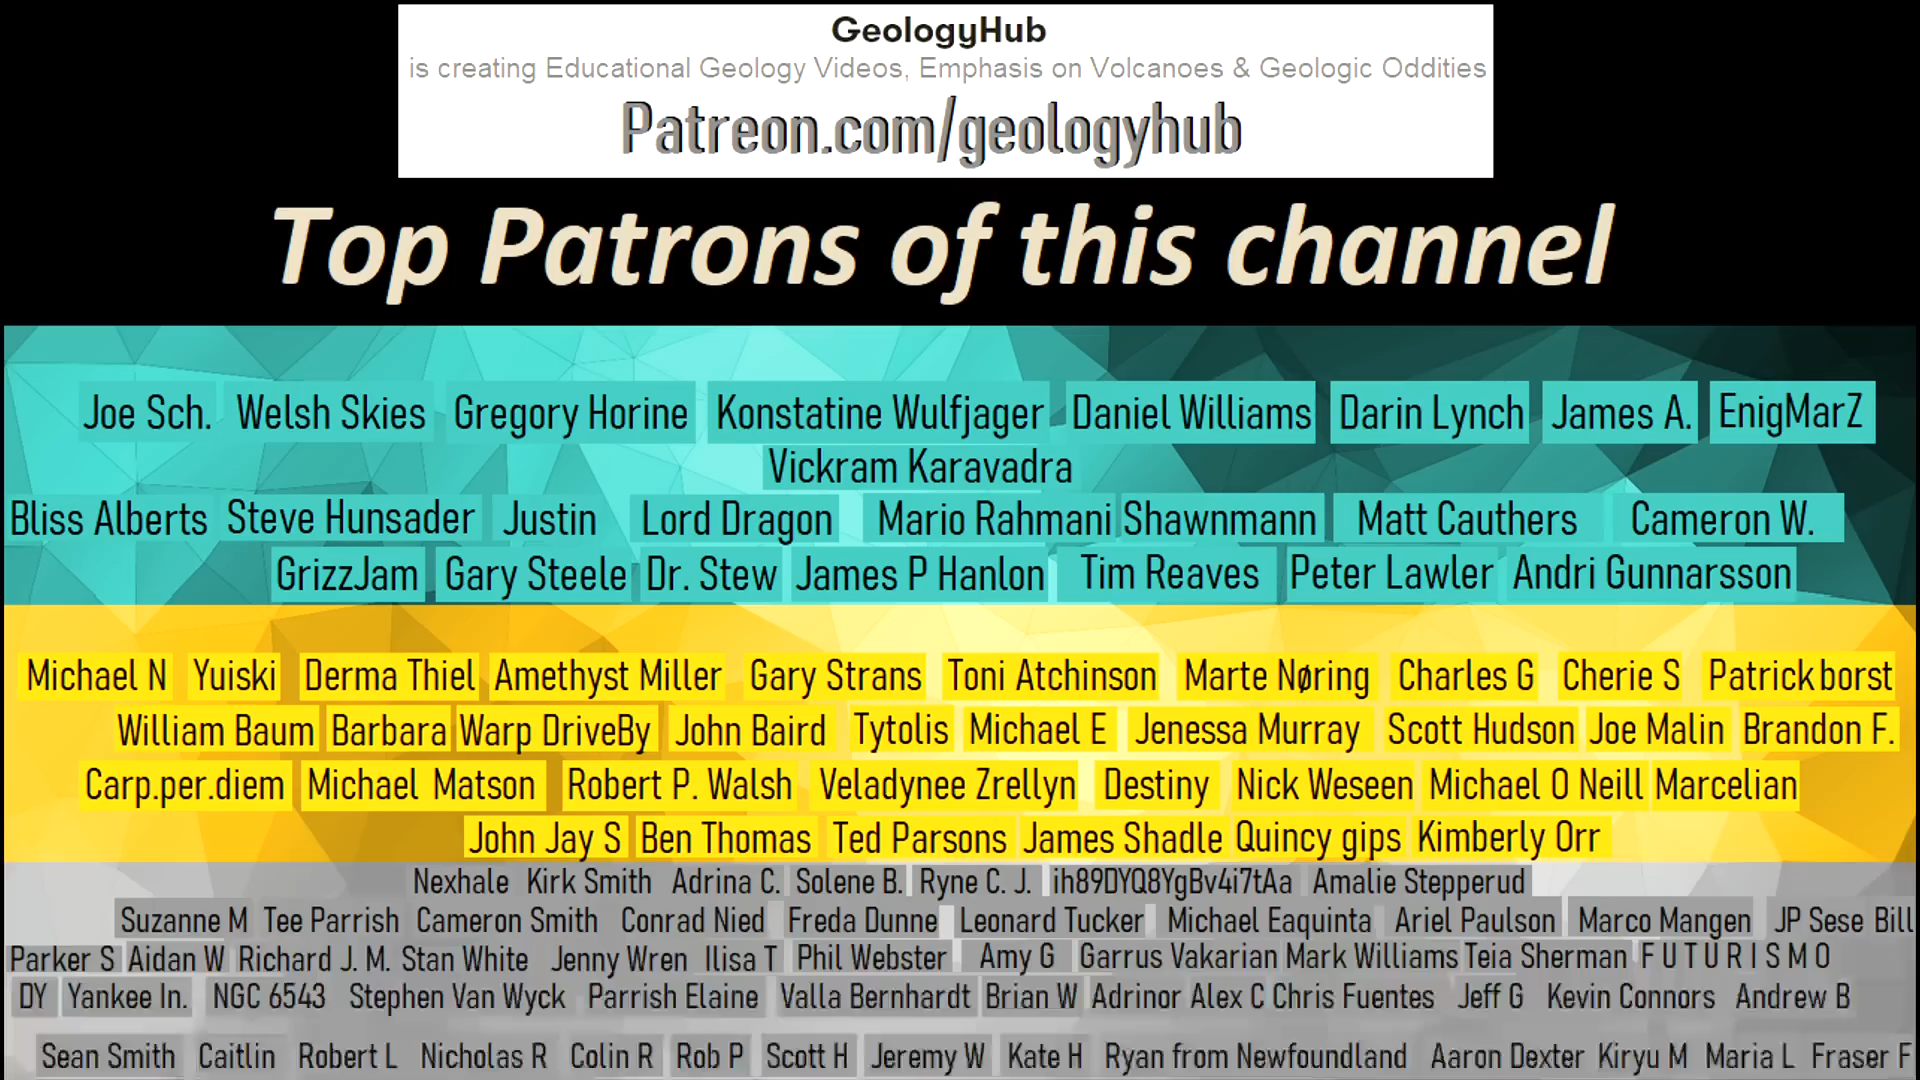 GeologyHub
is creating Educational Geology Videos, Emphasis on Volcanoes & Geologic Oddities
Patreon.com/geologyhub
Top Patrons of this channel
Joe Sch. Welsh Skies Gregory Horine Konstatine Wulfjager Daniel Williams Darin Lynch James A. EnigMarZ
Vickram Karavadra
Bliss Alberts Steve Hunsader Justin Lord Dragon Mario Rahmani Shawnmann Matt Cauthers Cameron W.
GrizzJam Gary Steele Dr. Stew James P Hanlon Tim Reaves Peter Lawler Andri Gunnarsson
Michael N Yuiski Derma Thiel Amethyst Miller Gary Strans Toni Atchinson Marte Nøring Charles G Cherie S Patrick borst
William Baum Barbara Warp DriveBy John Baird Tytolis Michael E Jenessa Murray Scott Hudson Joe Malin Brandon F.
Carp.per.diem Michael Matson Robert P. Walsh Veladynee Zrellyn Destiny Nick Weseen Michael O Neill Marcelian
John Jay S Ben Thomas Ted Parsons James Shadle Quincy gips Kimberly Orr
Nexhale Kirk Smith Adrina C. Solene B. Ryne C. J. ih89DYQ8YgBv4i7tAa Amalie Stepperud
Suzanne M Tee Parrish Cameron Smith Conrad Nied Freda Dunne Leonard Tucker Michael Eaquinta Ariel Paulson Marco Mangen JP Sese Bill
Parker S Aidan W Richard J. M. Stan White Jenny Wren Ilisa T Phil Webster Amy G Garrus Vakarian Mark Williams Teia Sherman F U T U R I S M O
DY Yankee In. NGC 6543 Stephen Van Wyck Parrish Elaine Valla Bernhardt Brian W Adrinor Alex C Chris Fuentes Jeff G Kevin Connors Andrew B
Sean Smith Caitlin Robert L Nicholas R Colin R Rob P Scott H Jeremy W Kate H Ryan from Newfoundland Aaron Dexter Kiryu M Maria L Fraser F